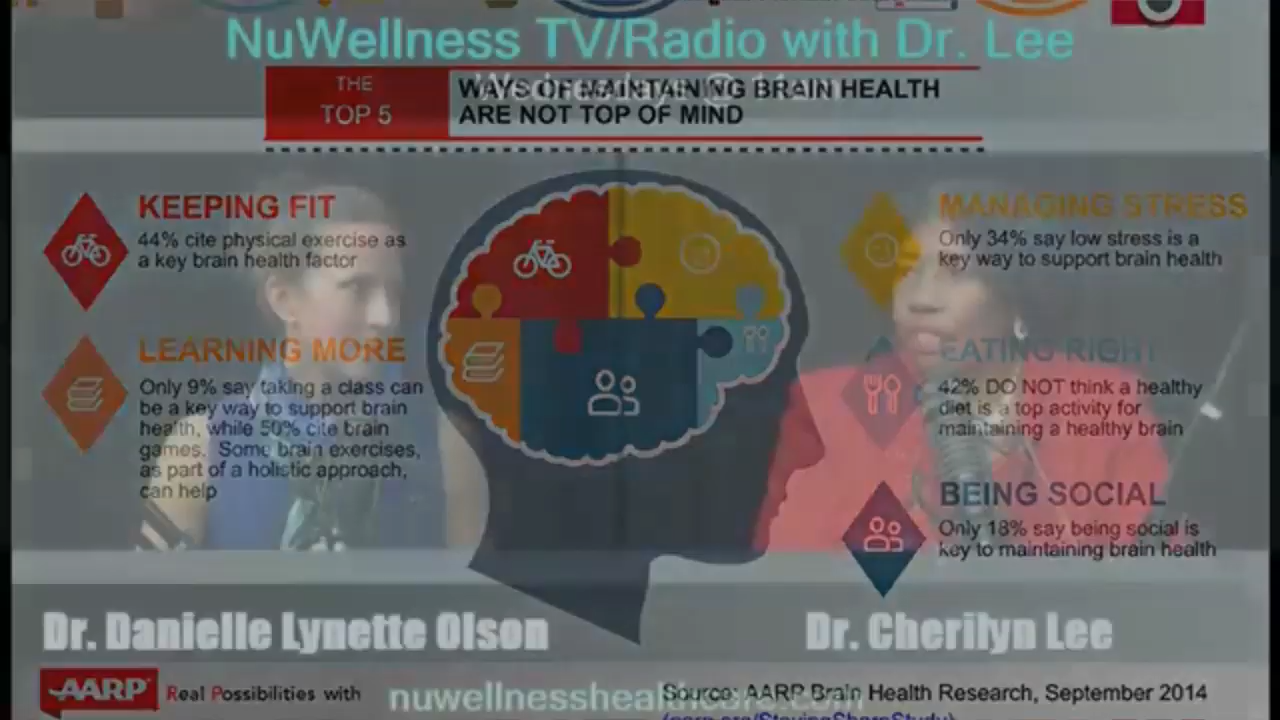 NuWellness TV/Radio with Dr. Lee
Wednesdays @ 11am
THE
TOP 5
WAYS OF MAINTAINING BRAIN HEALTH
ARE NOT TOP OF MIND
KEEPING FIT
44% cite physical exercise as
a key brain health factor
LEARNING MORE
Only 9% say taking a class can
be a key way to support brain
health, while 50% cite brain
games. Some brain exercises,
as part of a holistic approach,
can help
MANAGING STRESS
Only 34% say low stress is a
key way to support brain health
EATING RIGHT
42% DO NOT think a healthy
diet is a top activity for
maintaining a healthy brain
BEING SOCIAL
Only 18% say being social is
key to maintaining brain health
Dr. Danielle Lynette Olson
Dr. Cherilyn Lee
AARP Real Possibilities with
nuwellnesshealthcare.com
Source: AARP Brain Health Research, September 2014
(aarp.org/StayingSharpStudy)